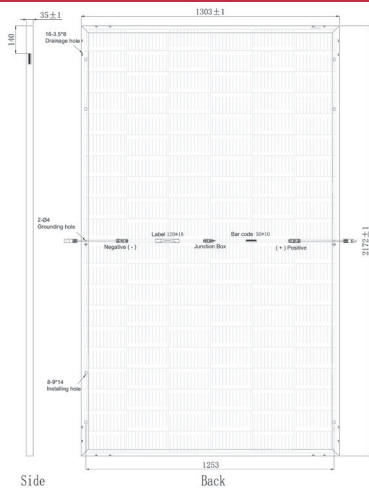 35±1
1303±1
140
16-3.5*8
Drainage hole
2-Ø4
Grounding hole
Label 120*18
Bar code 50*10
Negative (-)
Junction Box
(+) Positive
2172±1
8-9*14
Installing hole
1253
Side
Back